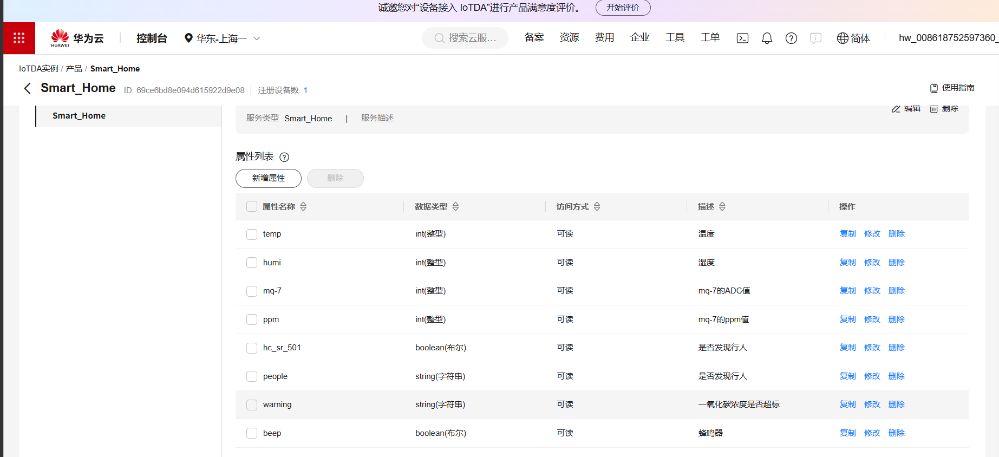 诚邀您对“设备接入 IoTDA”进行产品满意度评价。 开始评价
HUAWEI 华为云 控制台 华东-上海一 搜索云服... 备案 资源 费用 企业 工具 工单 简体 hw_008618752597360_
IoTDA实例 / 产品 / Smart_Home
Smart_Home ID: 69ce6bd8e094d615922d9e08 注册设备数: 1 使用指南
Smart_Home
编辑 删除
服务类型 Smart_Home | 服务描述
属性列表
新增属性 删除
属性名称 数据类型 访问方式 描述 操作
temp int(整型) 可读 温度 复制 修改 删除
humi int(整型) 可读 湿度 复制 修改 删除
mq-7 int(整型) 可读 mq-7的ADC值 复制 修改 删除
ppm int(整型) 可读 mq-7的ppm值 复制 修改 删除
hc_sr_501 boolean(布尔) 可读 是否发现行人 复制 修改 删除
people string(字符串) 可读 是否发现行人 复制 修改 删除
warning string(字符串) 可读 一氧化碳浓度是否超标 复制 修改 删除
beep boolean(布尔) 可读 蜂鸣器 复制 修改 删除